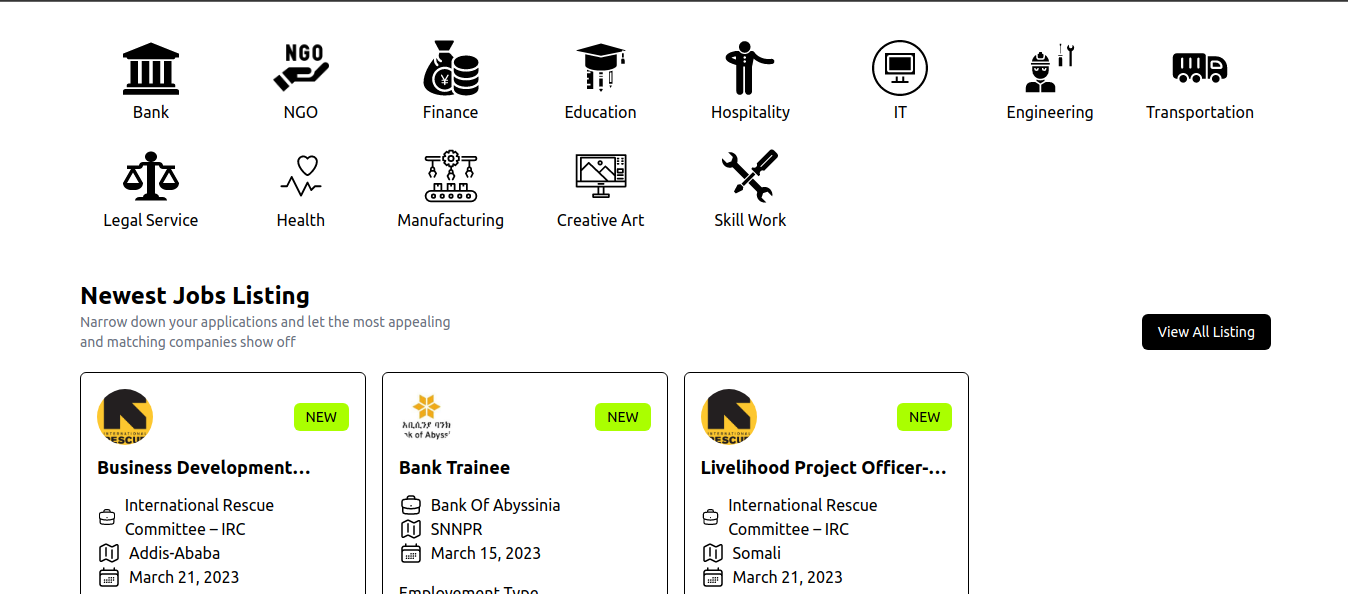 NGO
Bank
NGO
Finance
Education
Hospitality
IT
Engineering
Transportation
Legal Service
Health
Manufacturing
Creative Art
Skill Work
Newest Jobs Listing
Narrow down your applications and let the most appealing
and matching companies show off
View All Listing
INTERNATIONAL
RESCUE
NEW
Business Development...
International Rescue
Committee – IRC
Addis-Ababa
March 21, 2023
አቢሲንያ ባንክ
NEW
Bank Trainee
Bank Of Abyssinia
SNNPR
March 15, 2023
Employement Type
INTERNATIONAL
RESCUE
NEW
Livelihood Project Officer-...
International Rescue
Committee – IRC
Somali
March 21, 2023